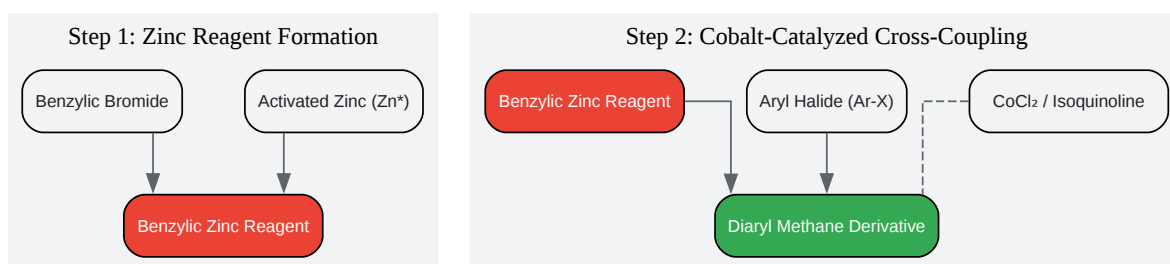 Step 1: Zinc Reagent Formation
Benzylic Bromide
Activated Zinc (Zn*)
Benzylic Zinc Reagent
Step 2: Cobalt-Catalyzed Cross-Coupling
Benzylic Zinc Reagent
Aryl Halide (Ar-X)
CoCl₂ / Isoquinoline
Diaryl Methane Derivative